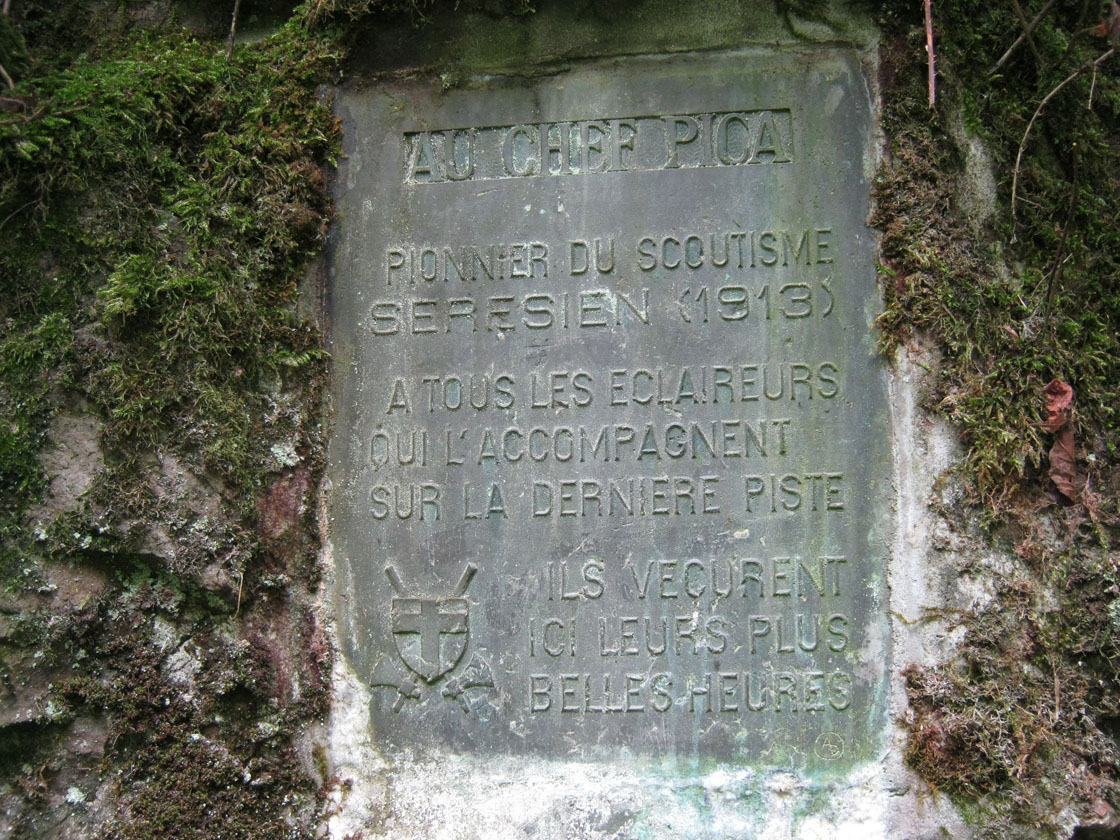 AU CHEF PICA
PIONNIER DU SCOUTISME
SERESIEN (1913)
A TOUS LES ECLAIREURS
QUI L'ACCOMPAGNENT
SUR LA DERNIERE PISTE
ILS VECURENT
ICI LEURS PLUS
BELLES HEURES